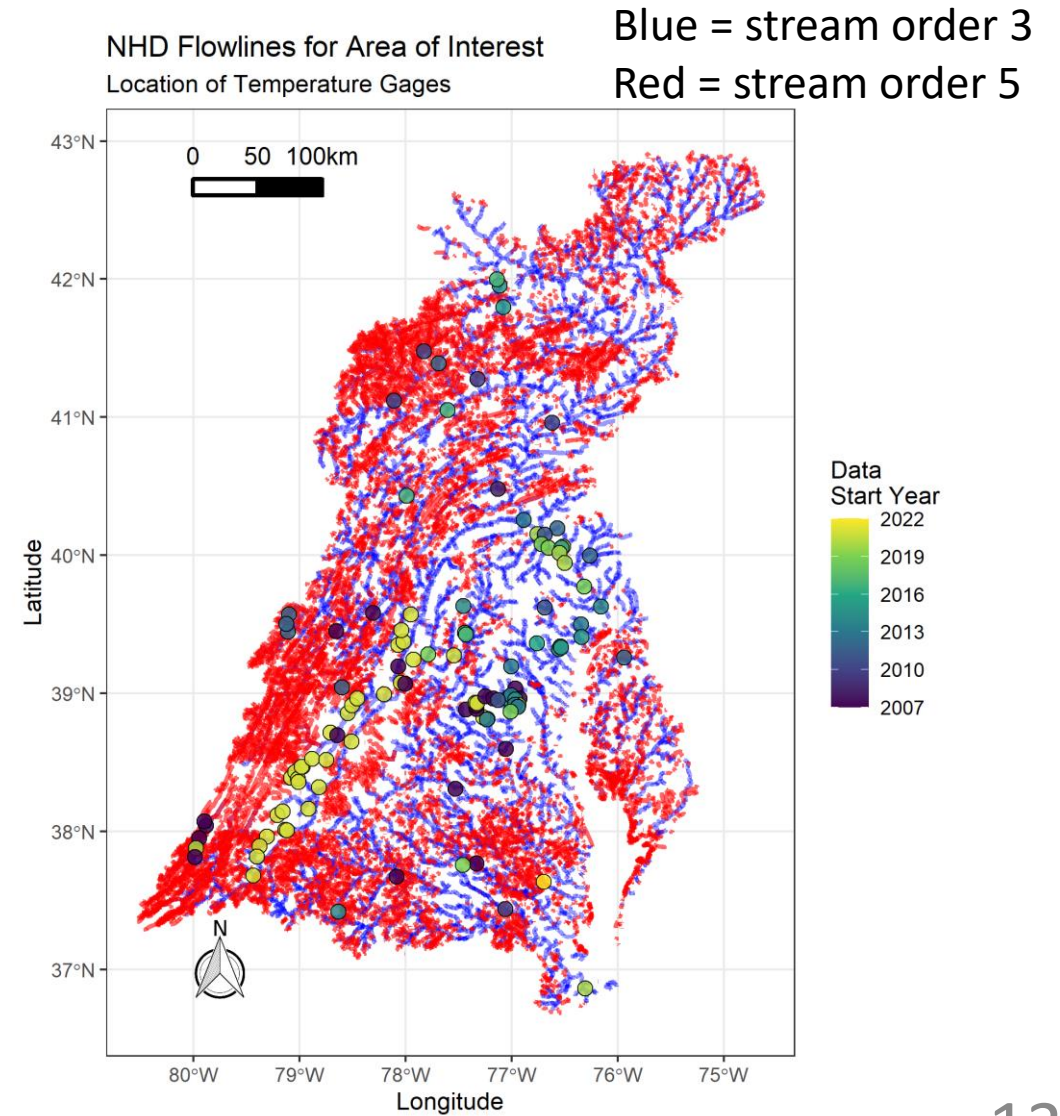 Blue = stream order 3
Red = stream order 5
NHD Flowlines for Area of Interest
Location of Temperature Gages
0 50 100km
43°N
42°N
41°N
40°N
39°N
38°N
37°N
Latitude
N
80°W 79°W 78°W 77°W 76°W 75°W
Longitude
Data
Start Year
2022
2019
2016
2013
2010
2007